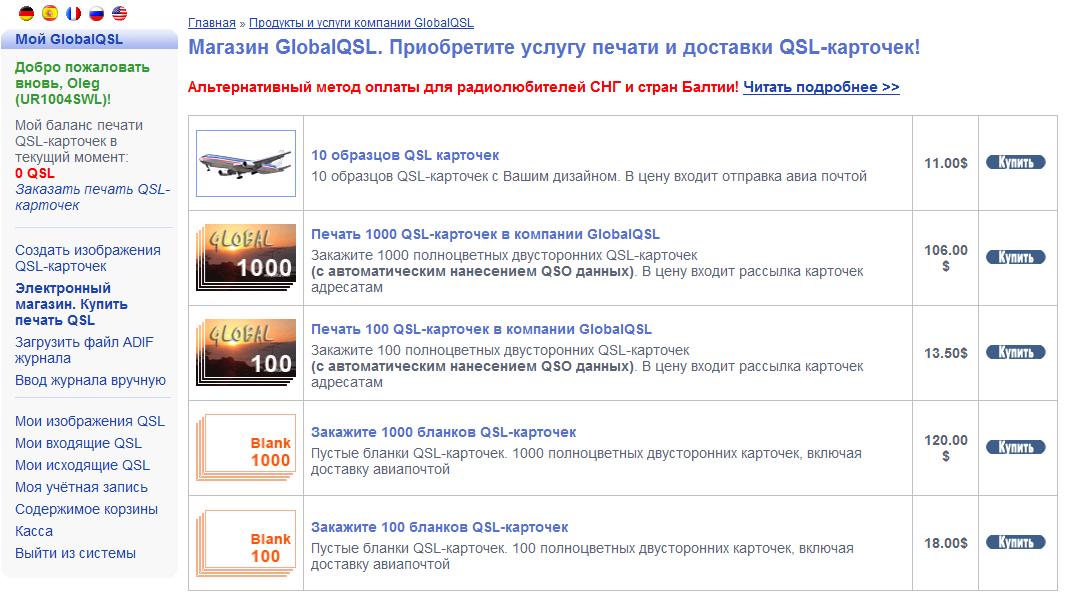 Мой GlobalQSL
Добро пожаловать
вновь, Oleg
(UR1004SWL)!
Мой баланс печати
QSL-карточек в
текущий момент:
0 QSL
Заказать печать QSL-
карточек
Создать изображения
QSL-карточек
Электронный
магазин. Купить
печать QSL
Загрузить файл ADIF
журнала
Ввод журнала вручную
Мои изображения QSL
Мои входящие QSL
Мои исходящие QSL
Моя учётная запись
Содержимое корзины
Касса
Выйти из системы
Главная » Продукты и услуги компании GlobalQSL
Магазин GlobalQSL. Приобретите услугу печати и доставки QSL-карточек!
Альтернативный метод оплаты для радиолюбителей СНГ и стран Балтии! Читать подробнее >>
10 образцов QSL карточек
10 образцов QSL-карточек с Вашим дизайном. В цену входит отправка авиа почтой
11.00$
Купить
GLOBAL
1000
Печать 1000 QSL-карточек в компании GlobalQSL
Закажите 1000 полноцветных двусторонних QSL-карточек
(с автоматическим нанесением QSO данных). В цену входит рассылка карточек
адресатам
106.00
$
Купить
GLOBAL
100
Печать 100 QSL-карточек в компании GlobalQSL
Закажите 100 полноцветных двусторонних QSL-карточек
(с автоматическим нанесением QSO данных). В цену входит рассылка карточек
адресатам
13.50$
Купить
Blank
1000
Закажите 1000 бланков QSL-карточек
Пустые бланки QSL-карточек. 1000 полноцветных двусторонних карточек, включая
доставку авиапочтой
120.00
$
Купить
Blank
100
Закажите 100 бланков QSL-карточек
Пустые бланки QSL-карточек. 100 полноцветных двусторонних карточек, включая
доставку авиапочтой
18.00$
Купить